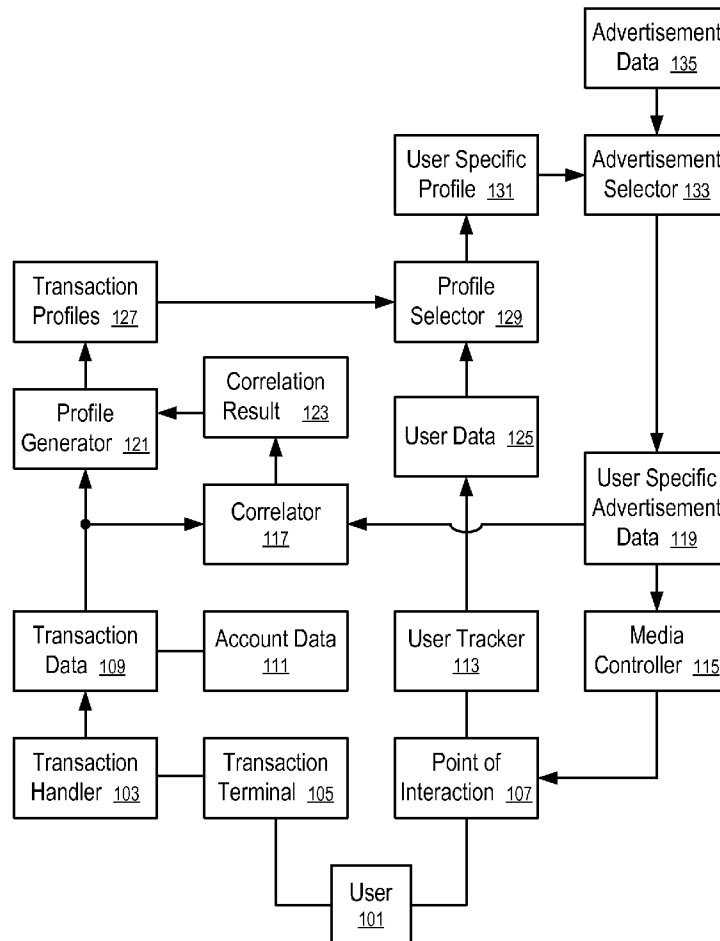 Advertisement
Data 135
User Specific
Profile
131
Advertisement
Selector 133
Transaction
Profiles 127
Profile
Selector 129
Profile
Generator 121
Correlation
Result 123
User Data 125
Correlator
117
User Specific
Advertisement
Data 119
Transaction
Data 109
Account Data
111
User Tracker
113
Media
Controller 115
Transaction
Handler 103
Transaction
Terminal 105
Point of
Interaction 107
User
101